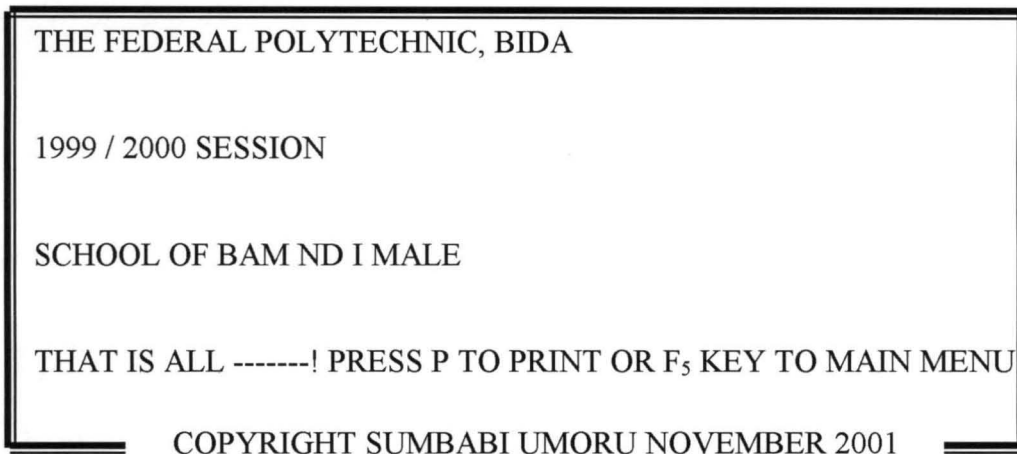 THE FEDERAL POLYTECHNIC, BIDA
1999 / 2000 SESSION
SCHOOL OF BAM ND I MALE
THAT IS ALL -------! PRESS P TO PRINT OR F5 KEY TO MAIN MENU
COPYRIGHT SUMBABI UMORU NOVEMBER 2001